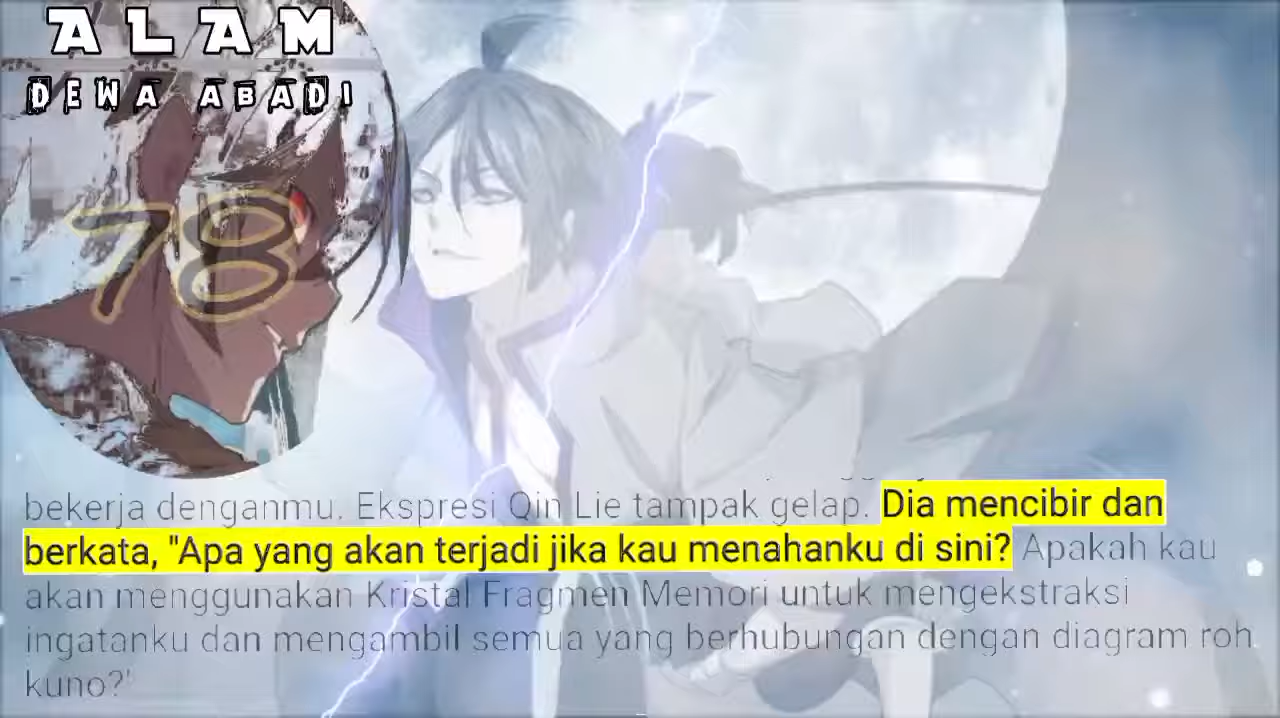 ALAM
DEWA ABADI
78
bekerja denganmu. Ekspresi Qin Lie tampak gelap. Dia mencibir dan
berkata, "Apa yang akan terjadi jika kau menahanku di sini? Apakah kau
akan menggunakan Kristal Fragmen Memori untuk mengekstraksi
ingatanku dan mengambil semua yang berhubungan dengan diagram roh
kuno?"